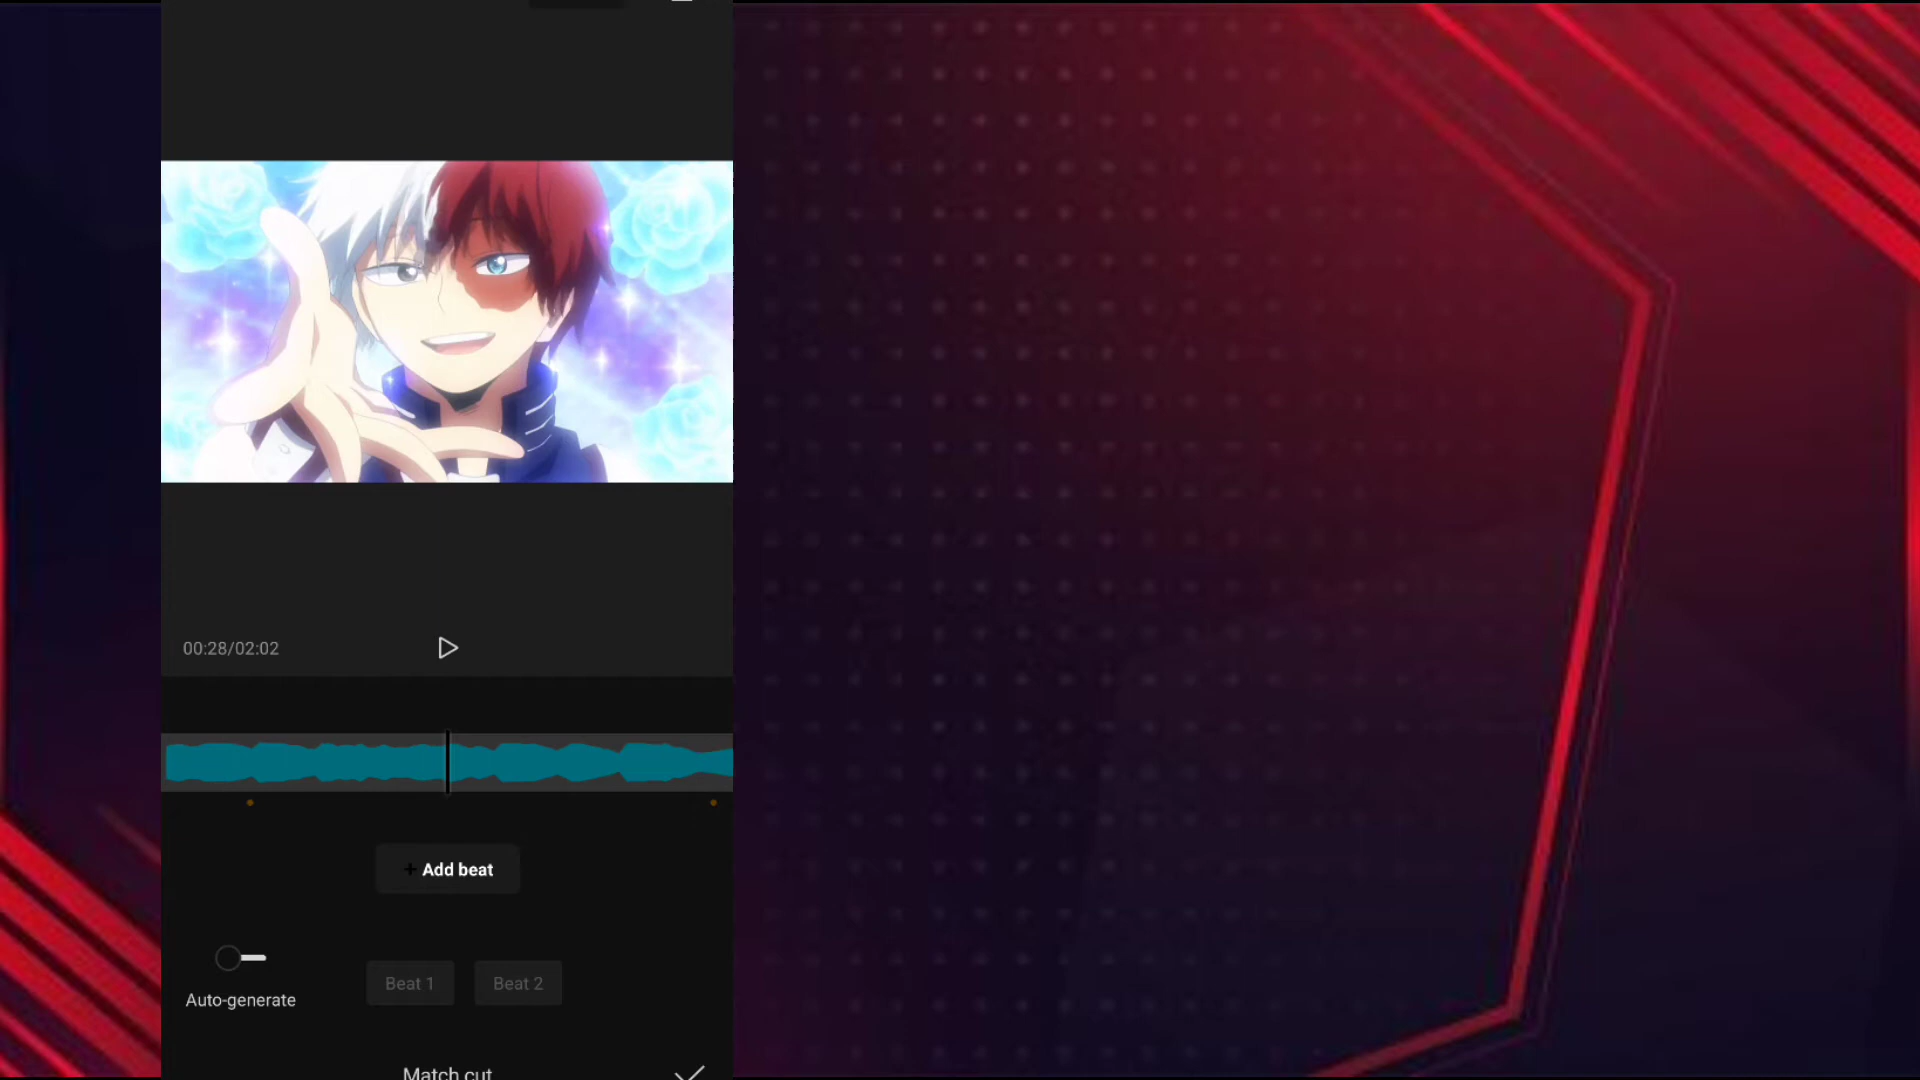 00:28/02:02
+ Add beat
Auto-generate
Beat 1
Beat 2
Match cut